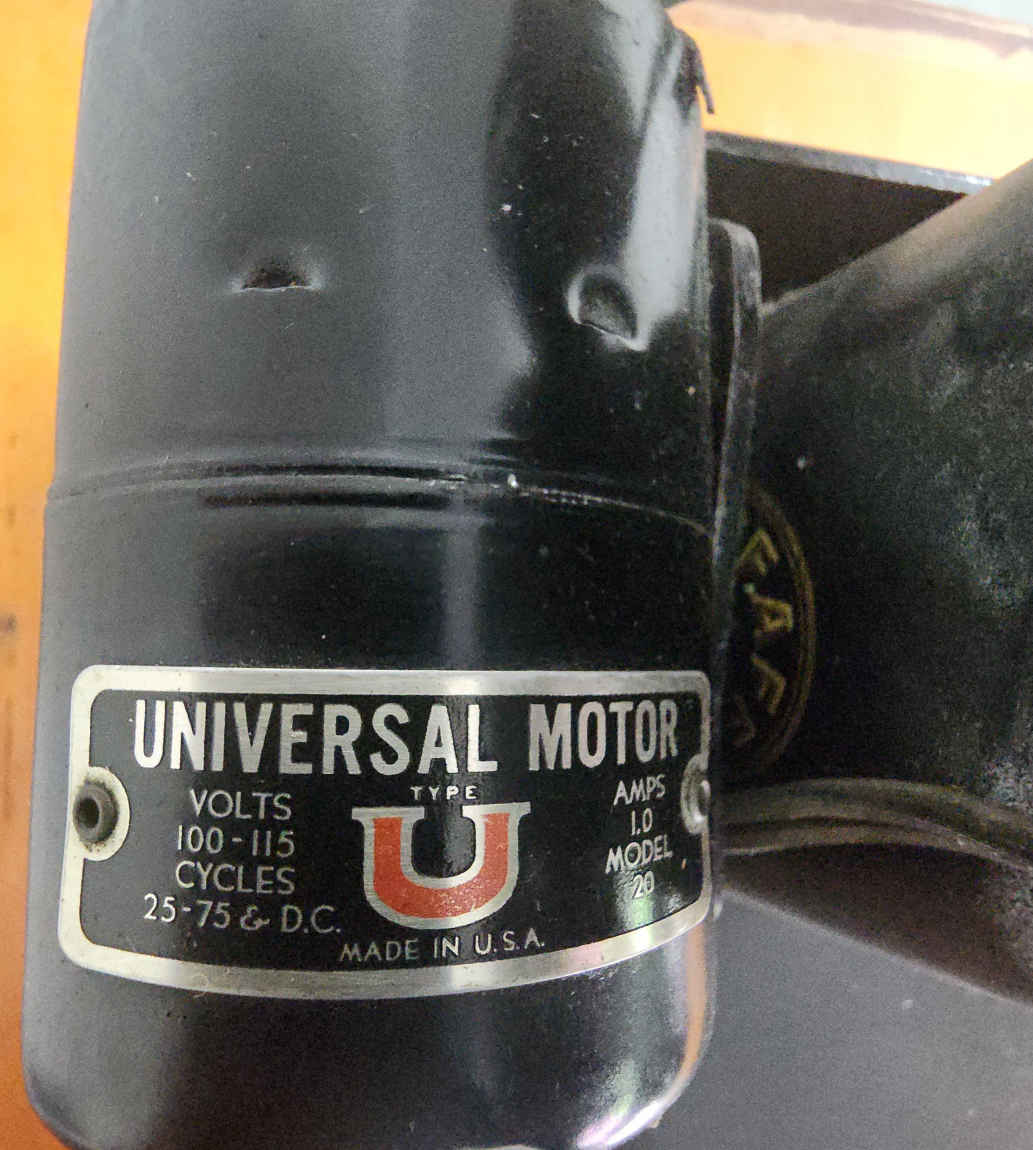 UNIVERSAL MOTOR
TYPE
U
VOLTS
100-115
CYCLES
25-75 & D.C.
AMPS
1.0
MODEL
20
MADE IN U.S.A.